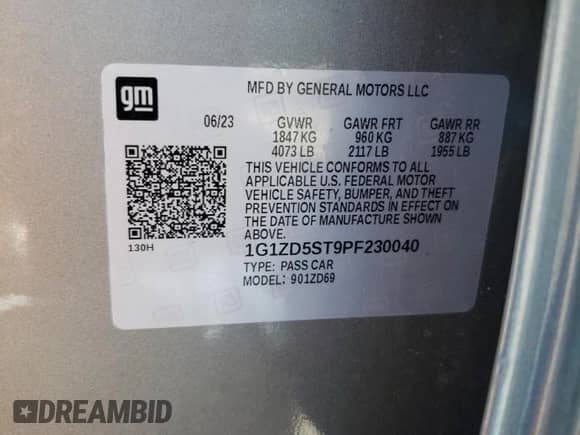 gm
MFD BY GENERAL MOTORS LLC
06/23 GVWR GAWR FRT GAWR RR
1847 KG 960 KG 887 KG
4073 LB 2117 LB 1955 LB
THIS VEHICLE CONFORMS TO ALL
APPLICABLE U.S. FEDERAL MOTOR
VEHICLE SAFETY, BUMPER, AND THEFT
PREVENTION STANDARDS IN EFFECT ON
THE DATE OF MANUFACTURE SHOWN
ABOVE.
130H
1G1ZD5ST9PF230040
TYPE: PASS CAR
MODEL: 901ZD69
DREAMBID